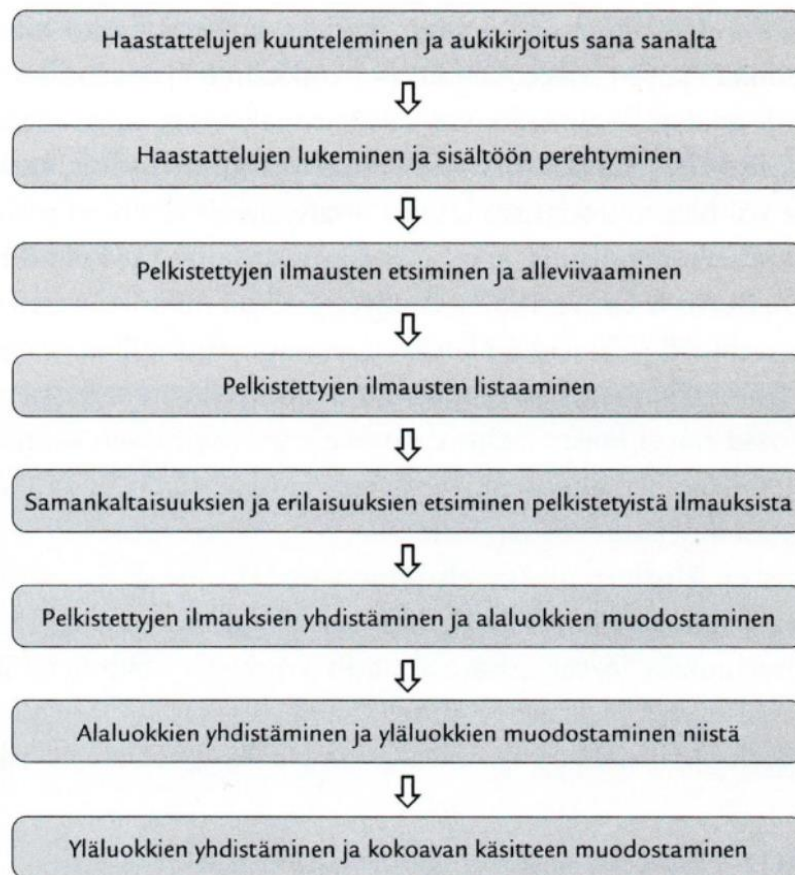 Haastattelujen kuunteleminen ja aukikirjoitus sana sanalta
Haastattelujen lukeminen ja sisältöön perehtyminen
Pelkistettyjen ilmausten etsiminen ja alleviivaaminen
Pelkistettyjen ilmausten listaaminen
Samankaltaisuuksien ja erilaisuuksien etsiminen pelkistetyistä ilmauksista
Pelkistettyjen ilmauksien yhdistäminen ja alaluokkien muodostaminen
Alaluokkien yhdistäminen ja yläluokkien muodostaminen niistä
Yläluokkien yhdistäminen ja kokoavan käsitteen muodostaminen